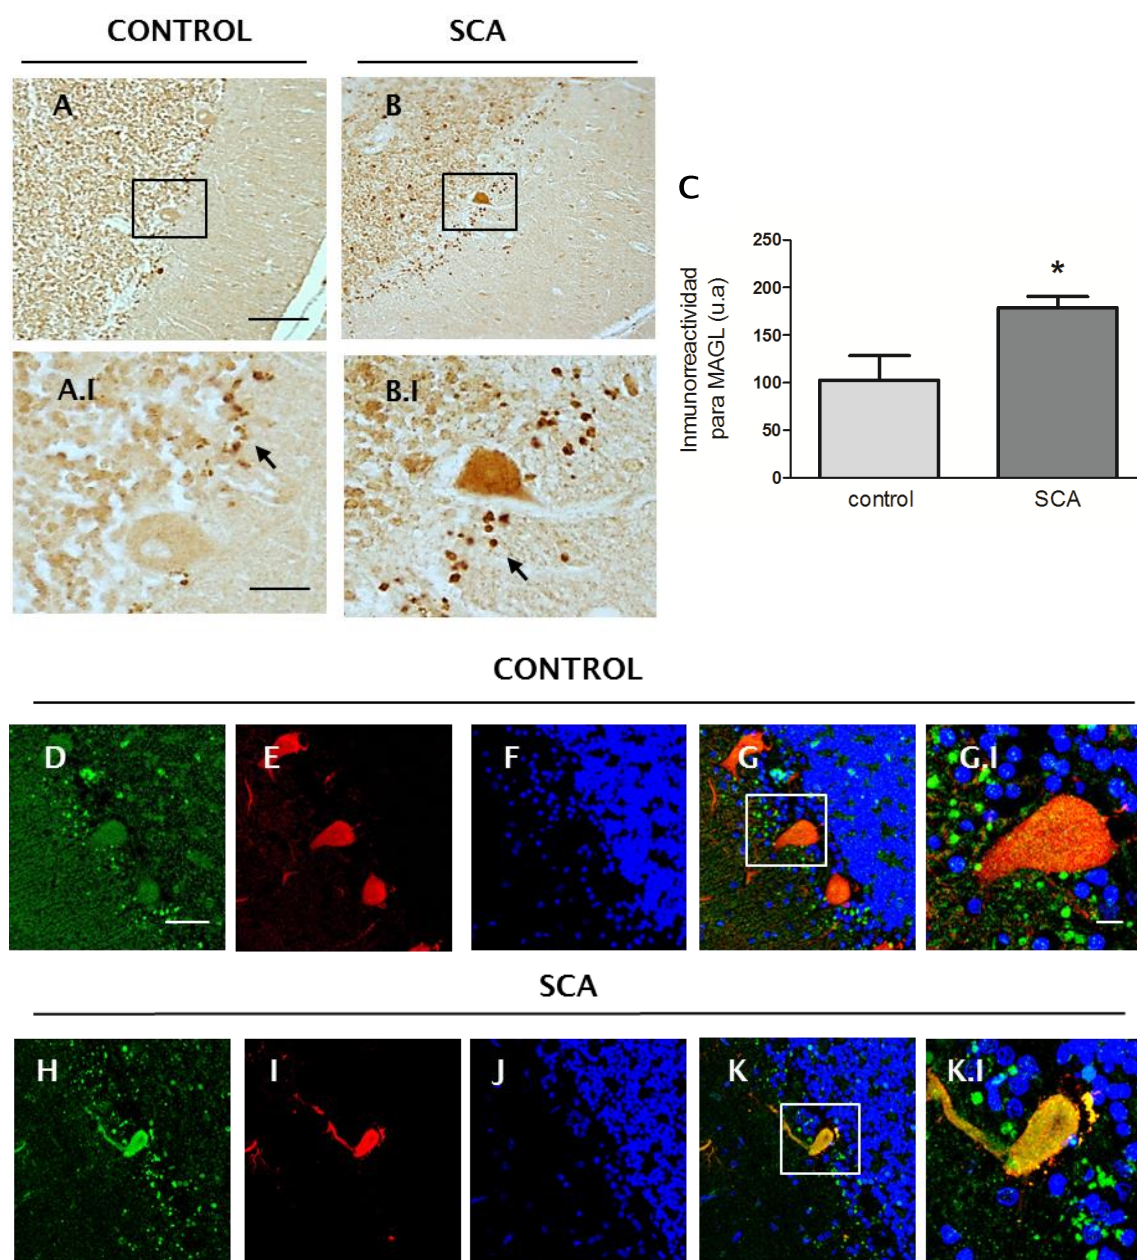 CONTROL
SCA
A
B
A.I
B.I
C
Inmunorreactividad
para MAGL (u.a)
250
200
150
100
50
0
*
control
SCA
CONTROL
D
E
F
G
G.I
SCA
H
I
J
K
K.I